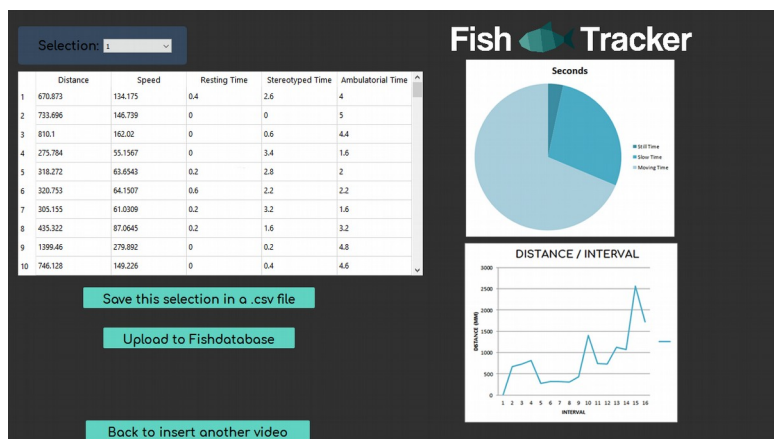 Fish Tracker
Selection: 1
Distance Speed Resting Time Stereotyped Time Ambulatorial Time
1 670.873 134.175 0.4 2.6 4
2 733.696 146.739 0 0 5
3 810.1 162.02 0 0.6 4.4
4 275.784 55.1567 0 3.4 1.6
5 318.272 63.6543 0.2 2.8 2
6 320.753 64.1507 0.6 2.2 2.2
7 305.155 61.0309 0.2 3.2 1.6
8 435.322 87.0645 0.2 1.6 3.2
9 1399.46 279.892 0 0.2 4.8
10 746.128 149.226 0 0.4 4.6
Save this selection in a .csv file
Upload to Fishdatabase
Back to insert another video
Seconds
Still Time
Slow Time
Moving Time
DISTANCE / INTERVAL
DISTANCE (MM)
3000
2500
2000
1500
1000
500
0
1 2 3 4 5 6 7 8 9 10 11 12 13 14 15 16
INTERVAL